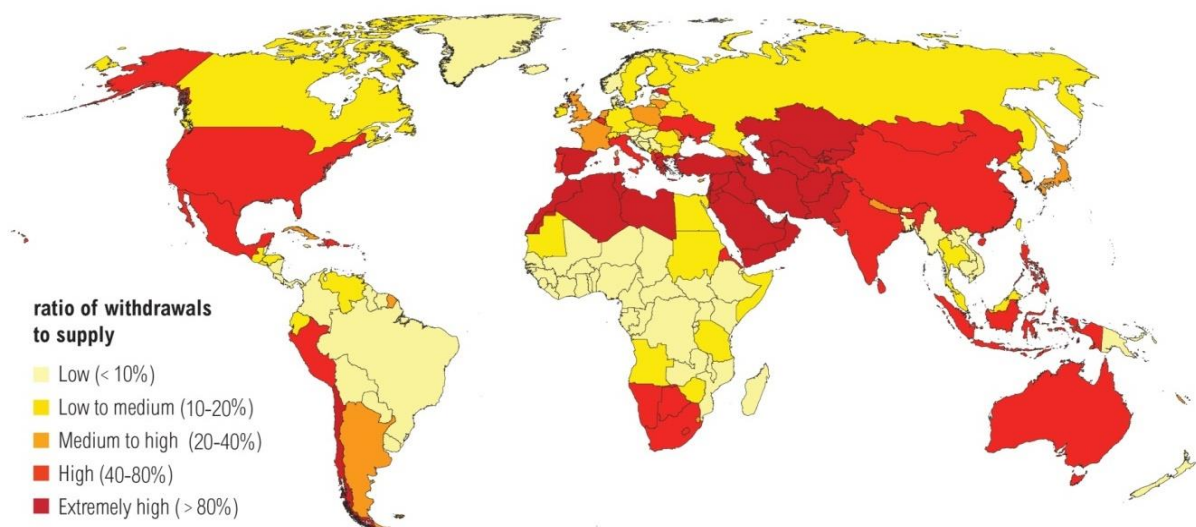 ratio of withdrawals
to supply
Low (< 10%)
Low to medium (10-20%)
Medium to high (20-40%)
High (40-80%)
Extremely high (> 80%)